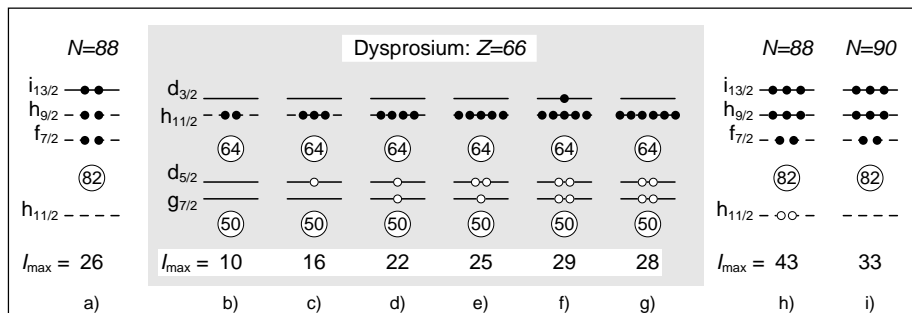 N=88 Dysprosium: Z=66 N=88 N=90
i13/2 d3/2 i13/2
h9/2 h11/2 h9/2
f7/2 64 64 64 64 64 64 f7/2
82 d5/2 82 82
h11/2 g7/2 h11/2
50 50 50 50 50 50
Imax = 26 Imax = 10 16 22 25 29 28 Imax = 43 33
a) b) c) d) e) f) g) h) i)